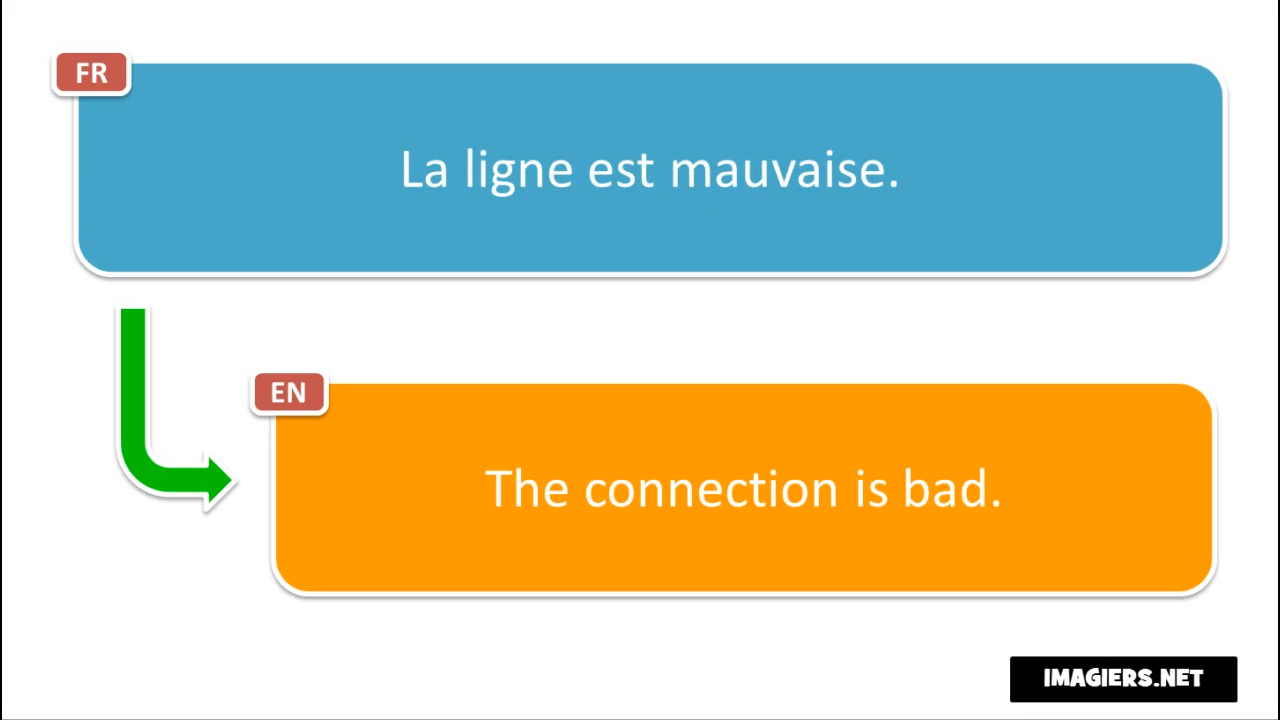 FR
La ligne est mauvaise.
EN
The connection is bad.
IMAGIERS.NET